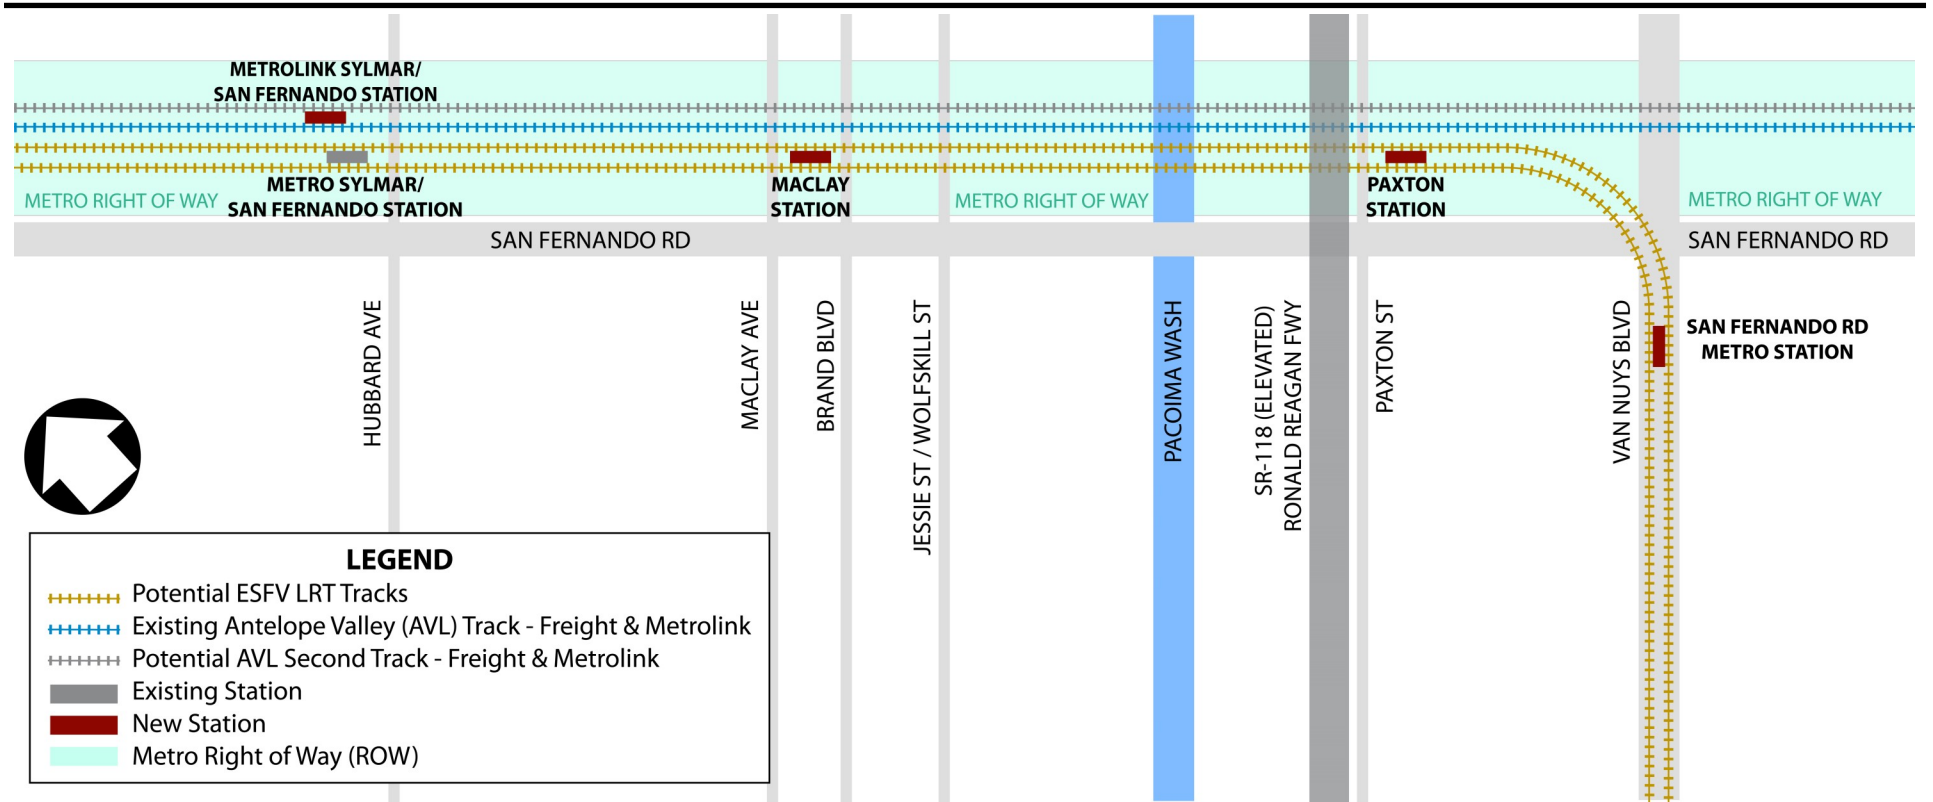 METROLINK SYLMAR/
SAN FERNANDO STATION
METRO RIGHT OF WAY
METRO SYLMAR/
SAN FERNANDO STATION
MACLAY
STATION
METRO RIGHT OF WAY
PAXTON
STATION
METRO RIGHT OF WAY
SAN FERNANDO RD
SAN FERNANDO RD
HUBBARD AVE
MACLAY AVE
BRAND BLVD
JESSIE ST / WOLFSKILL ST
PACOIMA WASH
SR-118 (ELEVATED)
RONALD REAGAN FWY
PAXTON ST
VAN NUYS BLVD
SAN FERNANDO RD
METRO STATION
LEGEND
Potential ESFV LRT Tracks
Existing Antelope Valley (AVL) Track - Freight & Metrolink
Potential AVL Second Track - Freight & Metrolink
Existing Station
New Station
Metro Right of Way (ROW)